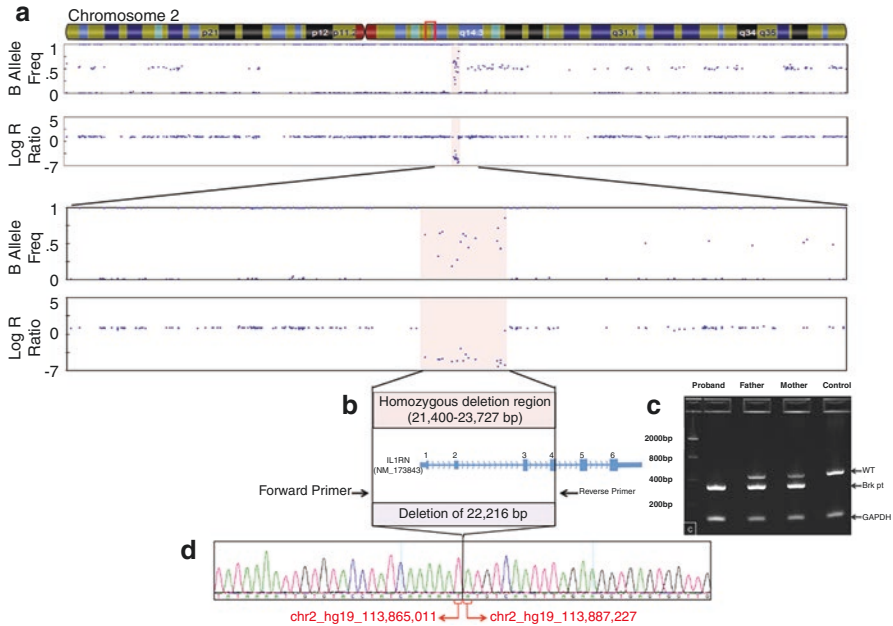 a
Chromosome 2
p21
p12
p11.
q14.3
q31.1
q34
q35
B Allele
Freq
1
.5
0
Log R
Ratio
5
0
-7
B Allele
Freq
1
.5
0
Log R
Ratio
5
0
-7
b
Homozygous deletion region
(21,400-23,727 bp)
IL1RN
(NM_173843)
1 2 3 4 5 6
Forward Primer
Reverse Primer
Deletion of 22,216 bp
c
Proband Father Mother Control
2000bp
800bp
400bp
200bp
WT
Brk pt
GAPDH
C
d
chr2_hg19_113,865,011
chr2_hg19_113,887,227